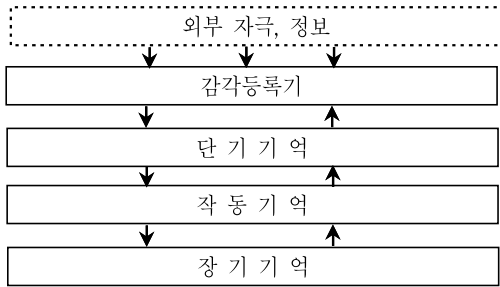 외부 자극, 정보
감각등록기
단 기 기 억
작 동 기 억
장 기 기 억